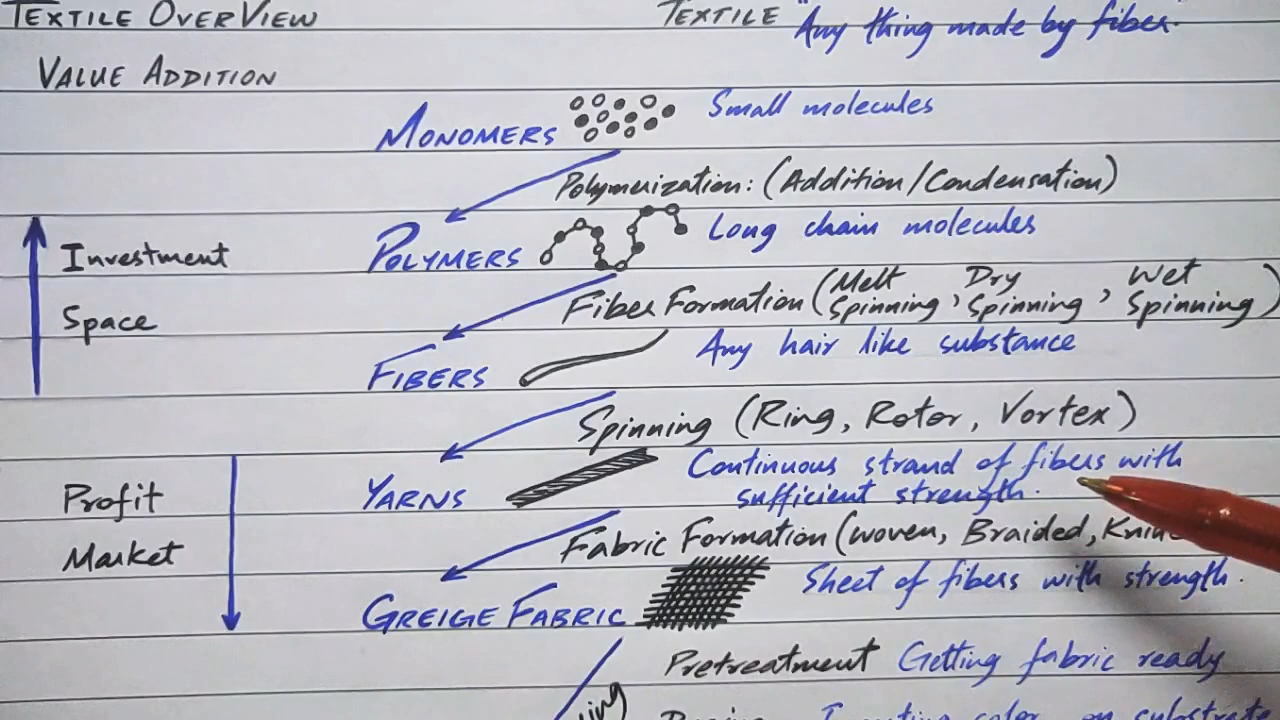 TEXTILE OVERVIEW
TEXTILE "Any thing made by fiber."
VALUE ADDITION
MONOMERS Small molecules
Polymerization: (Addition/Condensation)
Investment
Space
POLYMERS Long chain molecules
Fiber Formation (Melt Spinning, Dry Spinning, Wet Spinning)
FIBERS Any hair like substance
Spinning (Ring, Rotor, Vortex)
Profit
Market
YARNS Continuous strand of fibers with
sufficient strength.
Fabric Formation (Woven, Braided,
GREIGE FABRIC Sheet of fibers with strength.
Pretreatment Getting fabric ready
color on substrate